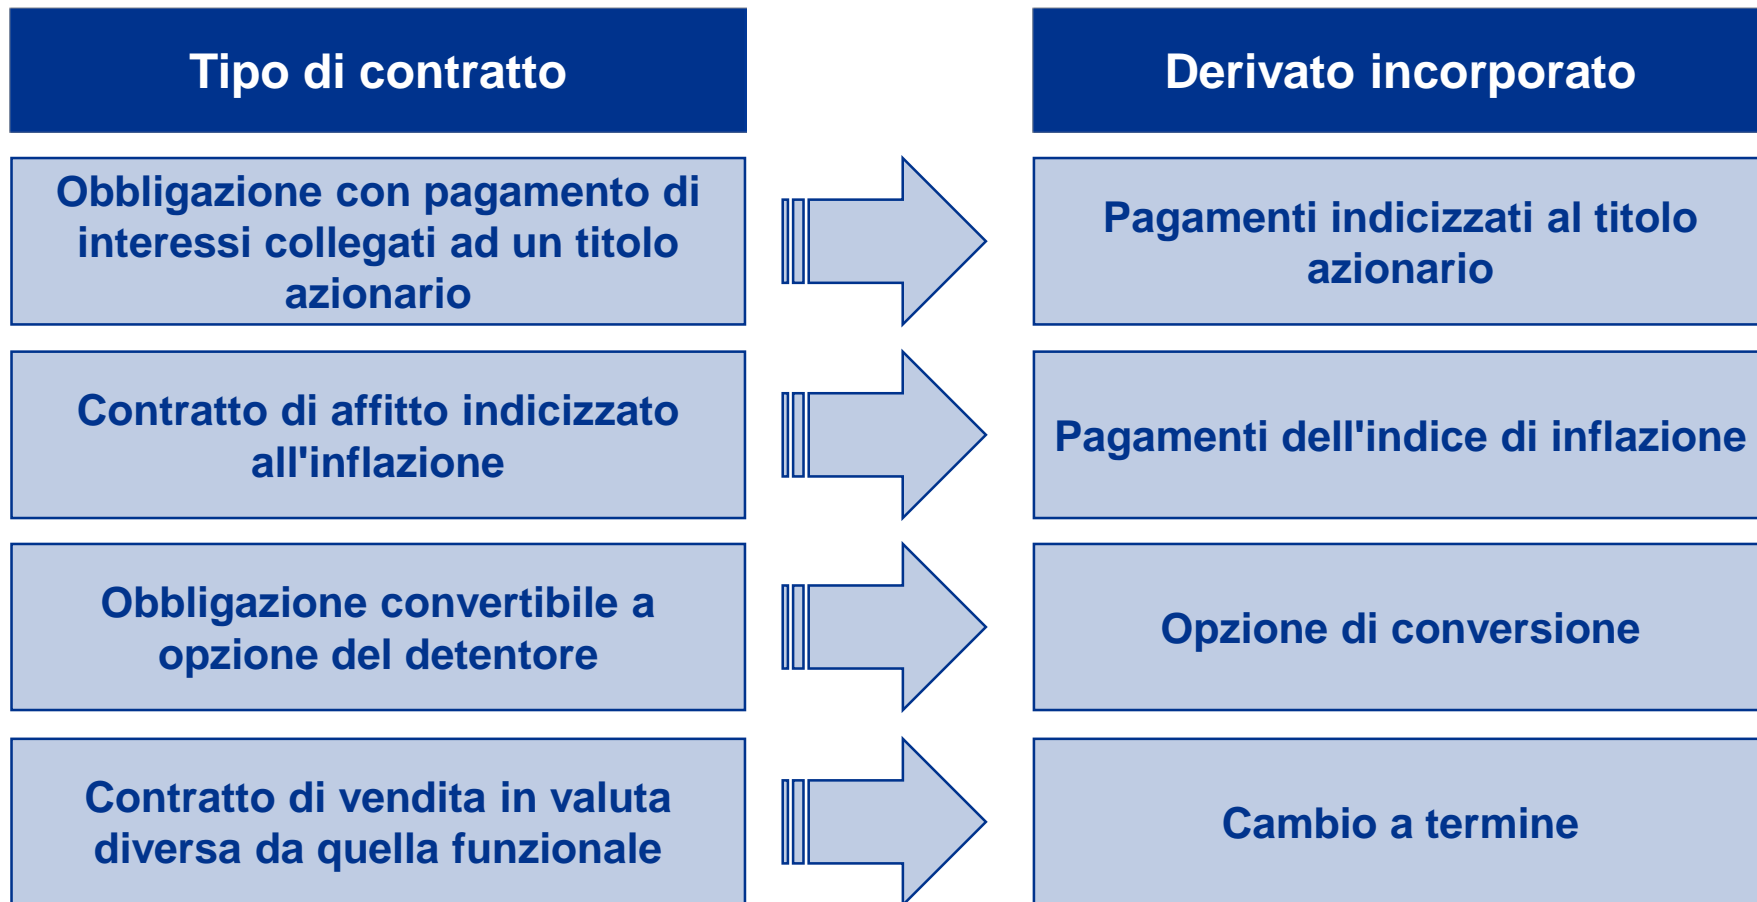 Tipo di contratto
Derivato incorporato
Obbligazione con pagamento di
interessi collegati ad un titolo
azionario
Pagamenti indicizzati al titolo
azionario
Contratto di affitto indicizzato
all'inflazione
Pagamenti dell'indice di inflazione
Obbligazione convertibile a
opzione del detentore
Opzione di conversione
Contratto di vendita in valuta
diversa da quella funzionale
Cambio a termine